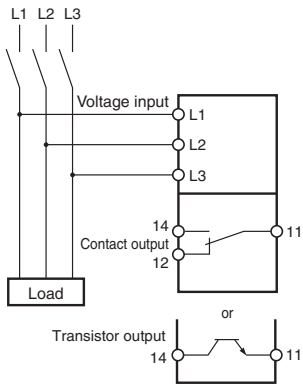 L1 L2 L3
Voltage input
L1
L2
L3
14
11
Contact output
12
Load
or
Transistor output
14
11